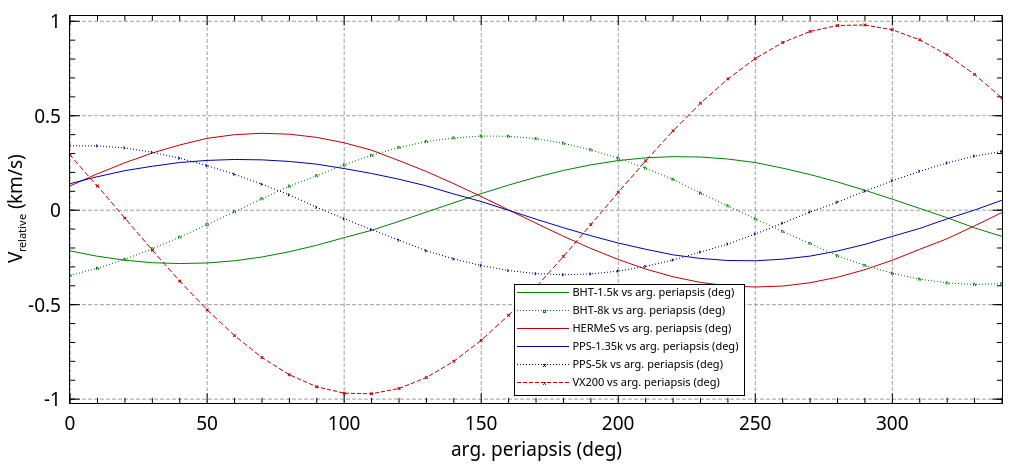 1
0.5
0
-0.5
-1
V relative (km/s)
BHT-1.5k vs arg. periapsis (deg)
BHT-8k vs arg. periapsis (deg)
HERMeS vs arg. periapsis (deg)
PPS-1.35k vs arg. periapsis (deg)
PPS-5k vs arg. periapsis (deg)
VX200 vs arg. periapsis (deg)
0 50 100 150 200 250 300
arg. periapsis (deg)